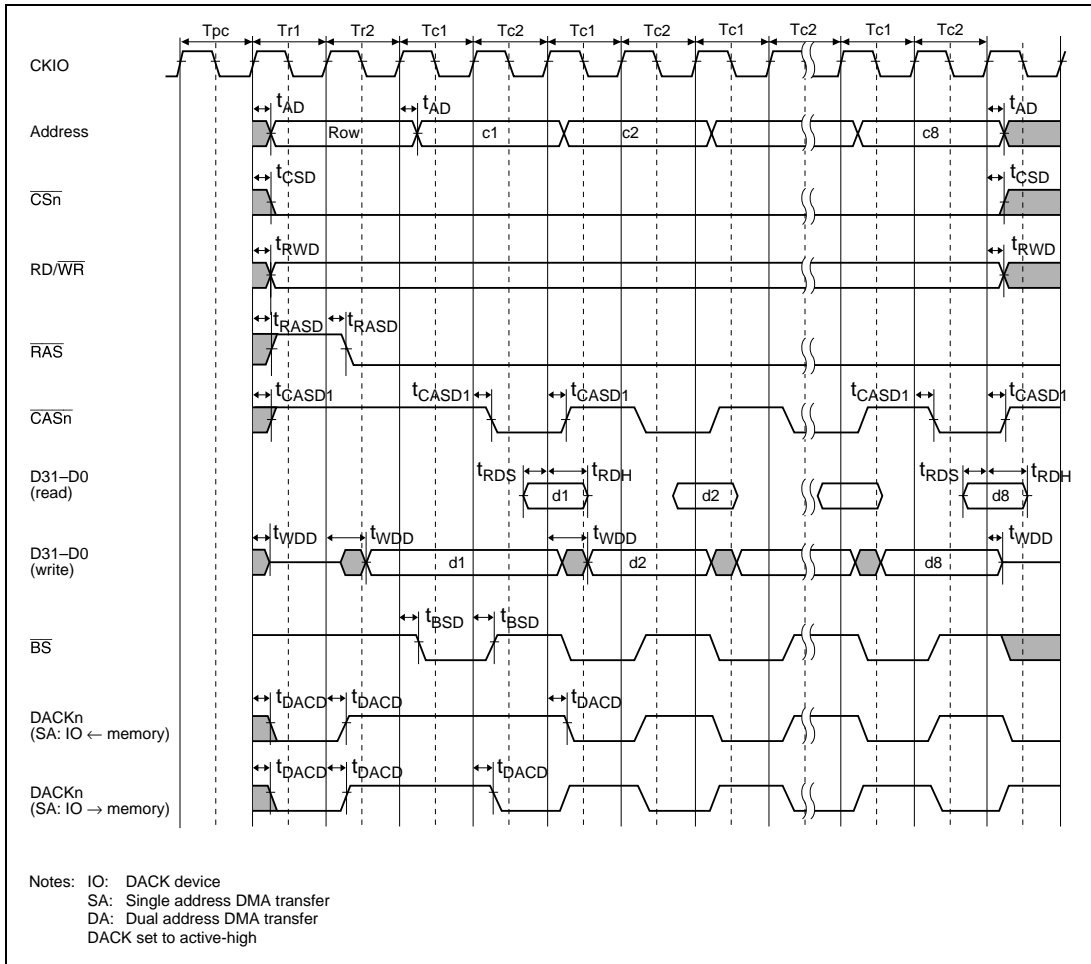 Tpc Tr1 Tr2 Tc1 Tc2 Tc1 Tc2 Tc1 Tc2 Tc1 Tc2
CKIO
tAD tAD tAD
Address Row c1 c2 c8
tCSD tCSD
CSn
tRWD tRWD
RD/WR
tRASD tRASD
RAS
tCASD1 tCASD1 tCASD1 tCASD1 tCASD1
CASn
D31–D0
(read)
tRDS d1 tRDH d2 tRDS d8 tRDH
tWDD tWDD tWDD tWDD
D31–D0
(write)
d1 d2 d8
tBSD tBSD
BS
tDACD tDACD tDACD
DACKn
(SA: IO ← memory)
tDACD tDACD tDACD
DACKn
(SA: IO → memory)
Notes: IO: DACK device
SA: Single address DMA transfer
DA: Dual address DMA transfer
DACK set to active-high